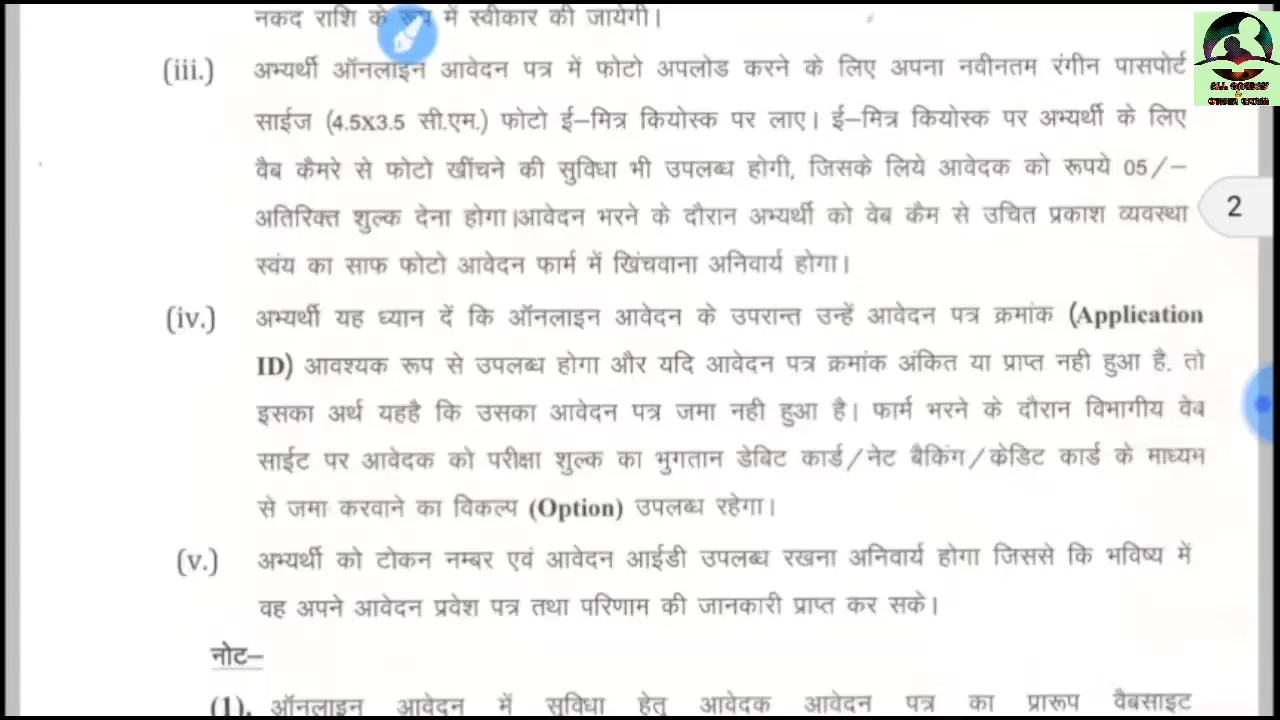 नकद राशि के रूप में स्वीकार की जायेगी।
(iii.) अभ्यर्थी ऑनलाइन आवेदन पत्र में फोटो अपलोड करने के लिए अपना नवीनतम रंगीन पासपोर्ट
साईज (4.5X3.5 सी.एम.) फोटो ई–मित्र कियोस्क पर लाए। ई–मित्र कियोस्क पर अभ्यर्थी के लिए
वैब कैमरे से फोटो खींचने की सुविधा भी उपलब्ध होगी, जिसके लिये आवेदक को रूपये 05/–
अतिरिक्त शुल्क देना होगा।आवेदन भरने के दौरान अभ्यर्थी को वेब कैम से उचित प्रकाश व्यवस्था
2
स्वंय का साफ फोटो आवेदन फार्म में खिंचवाना अनिवार्य होगा।
(iv.) अभ्यर्थी यह ध्यान दें कि ऑनलाइन आवेदन के उपरान्त उन्हें आवेदन पत्र क्रमांक (Application
ID) आवश्यक रूप से उपलब्ध होगा और यदि आवेदन पत्र क्रमांक अंकित या प्राप्त नही हुआ है, तो
इसका अर्थ यहहै कि उसका आवेदन पत्र जमा नही हुआ है। फार्म भरने के दौरान विभागीय वेब
साईट पर आवेदक को परीक्षा शुल्क का भुगतान डेबिट कार्ड/नेट बैकिंग/केडिट कार्ड के माध्यम
से जमा करवाने का विकल्प (Option) उपलब्ध रहेगा।
(v.) अभ्यर्थी को टोकन नम्बर एवं आवेदन आईडी उपलब्ध रखना अनिवार्य होगा जिससे कि भविष्य में
वह अपने आवेदन प्रवेश पत्र तथा परिणाम की जानकारी प्राप्त कर सके।
नोट–
(1). ऑनलाइन आवेदन में सुविधा हेतु आवेदक आवेदन पत्र का प्रारूप वैबसाइट